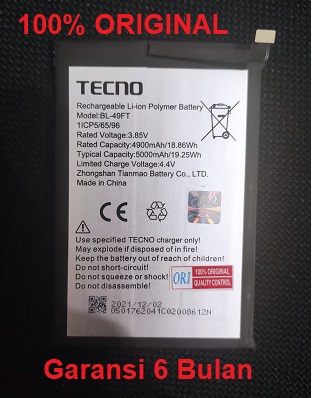 100% ORIGINAL
TECNO
Rechargeable Li-ion Polymer Battery
Model:BL-49FT
1ICP5/65/96
Rated Voltage: 3.85V
Rated Capacity:4900mAh/18.86Wh
Typical Capacity:5000mAh/19.25Wh
Limited Charge Voltage: 4.4V
Zhongshan Tianmao Battery Co., LTD.
MADE IN CHINA
CE
Use specified TECNO charger only!
May explode if disposed of in fire!
Keep the battery out of reach of children!
Do not short-circuit!
Do not squeeze or shock!
Do not disassemble!
ORI
100% ORIGINAL
QUALITY CONTROL
2021/12/02
0501762041C02008612N
Garansi 6 Bulan